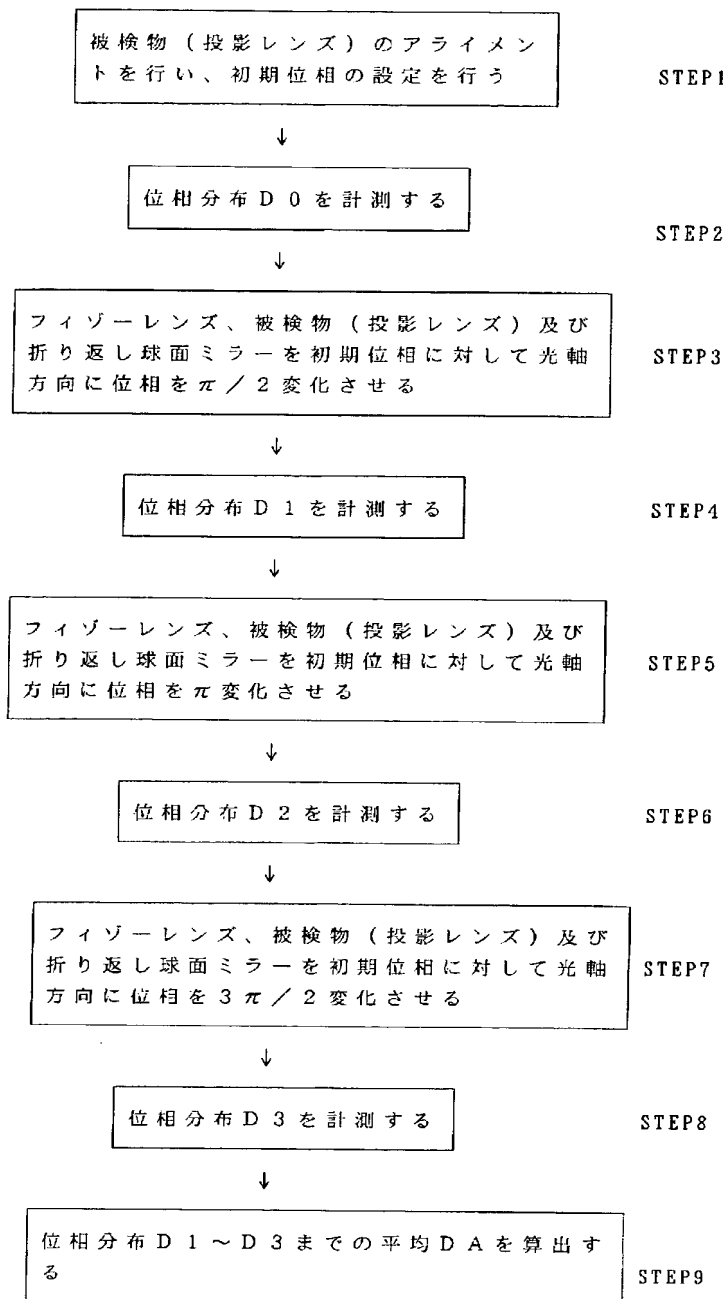 被検物（投影レンズ）のアライメン
トを行い、初期位相の設定を行う
STEP1
↓
位相分布D0を計測する
STEP2
↓
フィゾーレンズ、被検物（投影レンズ）及び
折り返し球面ミラーを初期位相に対して光軸
方向に位相をπ／2変化させる
STEP3
↓
位相分布D1を計測する
STEP4
↓
フィゾーレンズ、被検物（投影レンズ）及び
折り返し球面ミラーを初期位相に対して光軸
方向に位相をπ変化させる
STEP5
↓
位相分布D2を計測する
STEP6
↓
フィゾーレンズ、被検物（投影レンズ）及び
折り返し球面ミラーを初期位相に対して光軸
方向に位相を3π／2変化させる
STEP7
↓
位相分布D3を計測する
STEP8
↓
位相分布D1～D3までの平均DAを算出す
る
STEP9